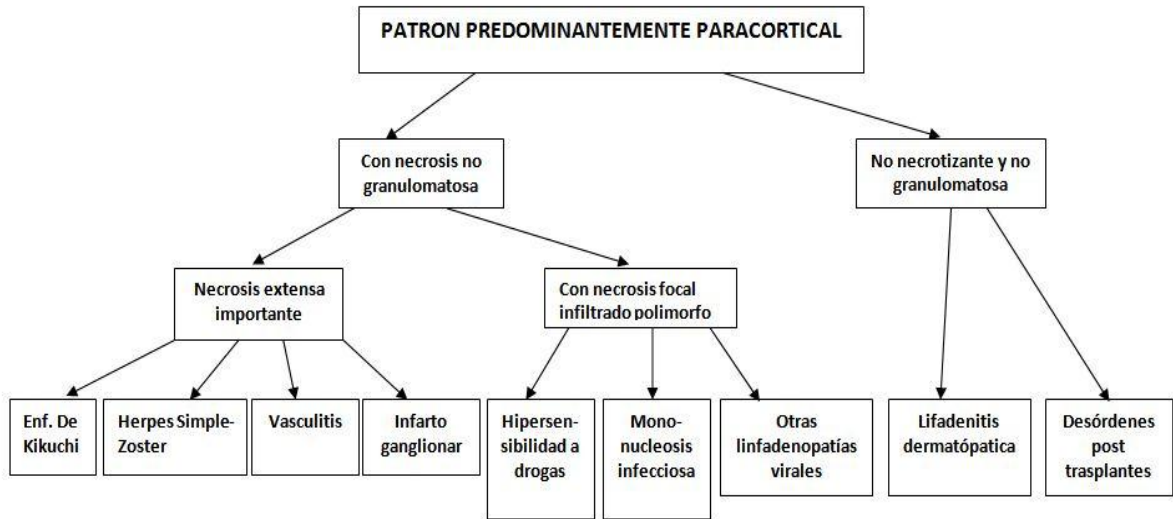 PATRON PREDOMINANTEMENTE PARACORTICAL
Con necrosis no
granulomatosa
No necrotizante y no
granulomatosa
Necrosis extensa
importante
Con necrosis focal
infiltrado polimorfo
Enf. De
Kikuchi
Herpes Simple-
Zoster
Vasculitis
Infarto
ganglionar
Hipersen-
sibilidad a
drogas
Mono-
nucleosis
infecciosa
Otras
linfadenopatías
virales
Lifadenitis
dermatópatica
Desórdenes
post
trasplantes